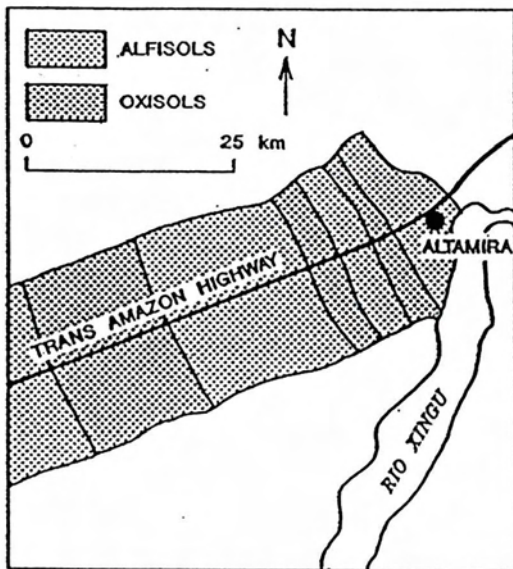 ALFISOLS
N
OXISOLS
0 25 km
ALTAMIRA
TRANS AMAZON HIGHWAY
RIO XINGU